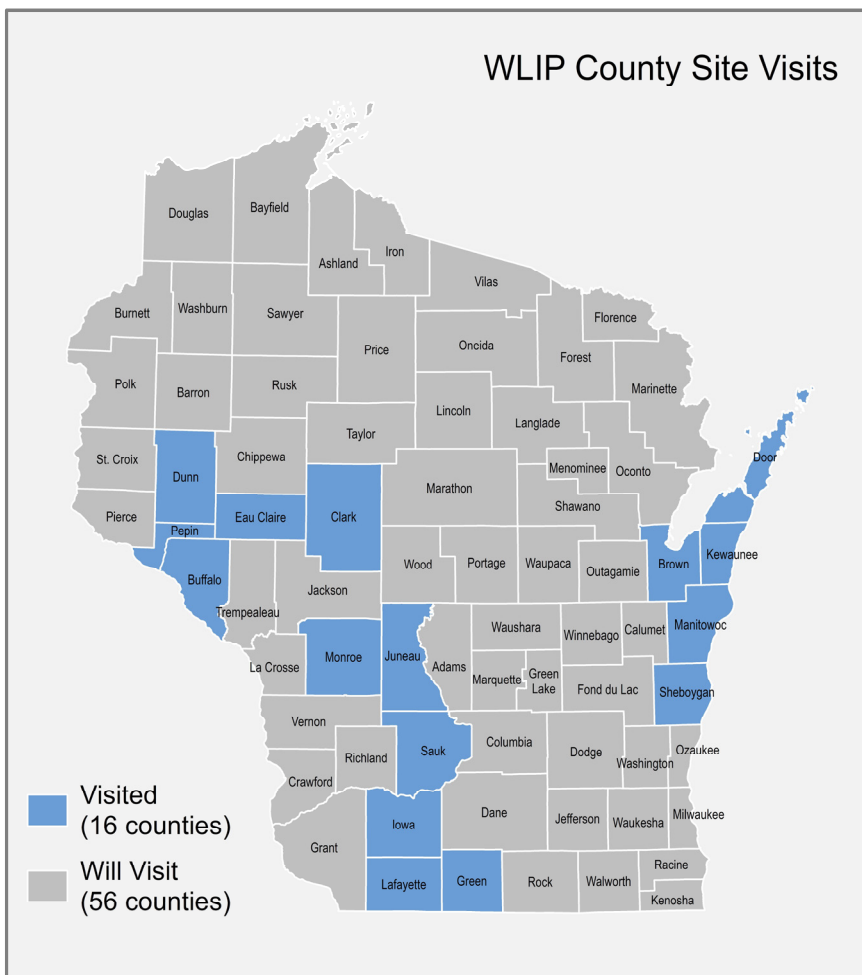 WLIP County Site Visits
Douglas
Bayfield
Ashland
Iron
Vilas
Burnett
Washburn
Sawyer
Price
Oncida
Florence
Forest
Marinette
Polk
Barron
Rusk
Lincoln
Langlade
Taylor
St. Croix
Dunn
Chippewa
Marathon
Menominee
Oconto
Door
Shawano
Pierce
Pepin
Eau Claire
Clark
Buffalo
Trempealeau
Jackson
Wood
Portage
Waupaca
Outagamie
Brown
Kewaunee
La Crosse
Monroe
Juneau
Adams
Waushara
Winnebago
Calumet
Manitowoc
Marquette
Green
Lake
Fond du Lac
Sheboygan
Vernon
Richland
Sauk
Columbia
Dodge
Washington
Ozaukee
Crawford
Grant
Iowa
Dane
Jefferson
Waukesha
Milwaukee
Lafayette
Green
Rock
Walworth
Racine
Kenosha
Visited
(16 counties)
Will Visit
(56 counties)